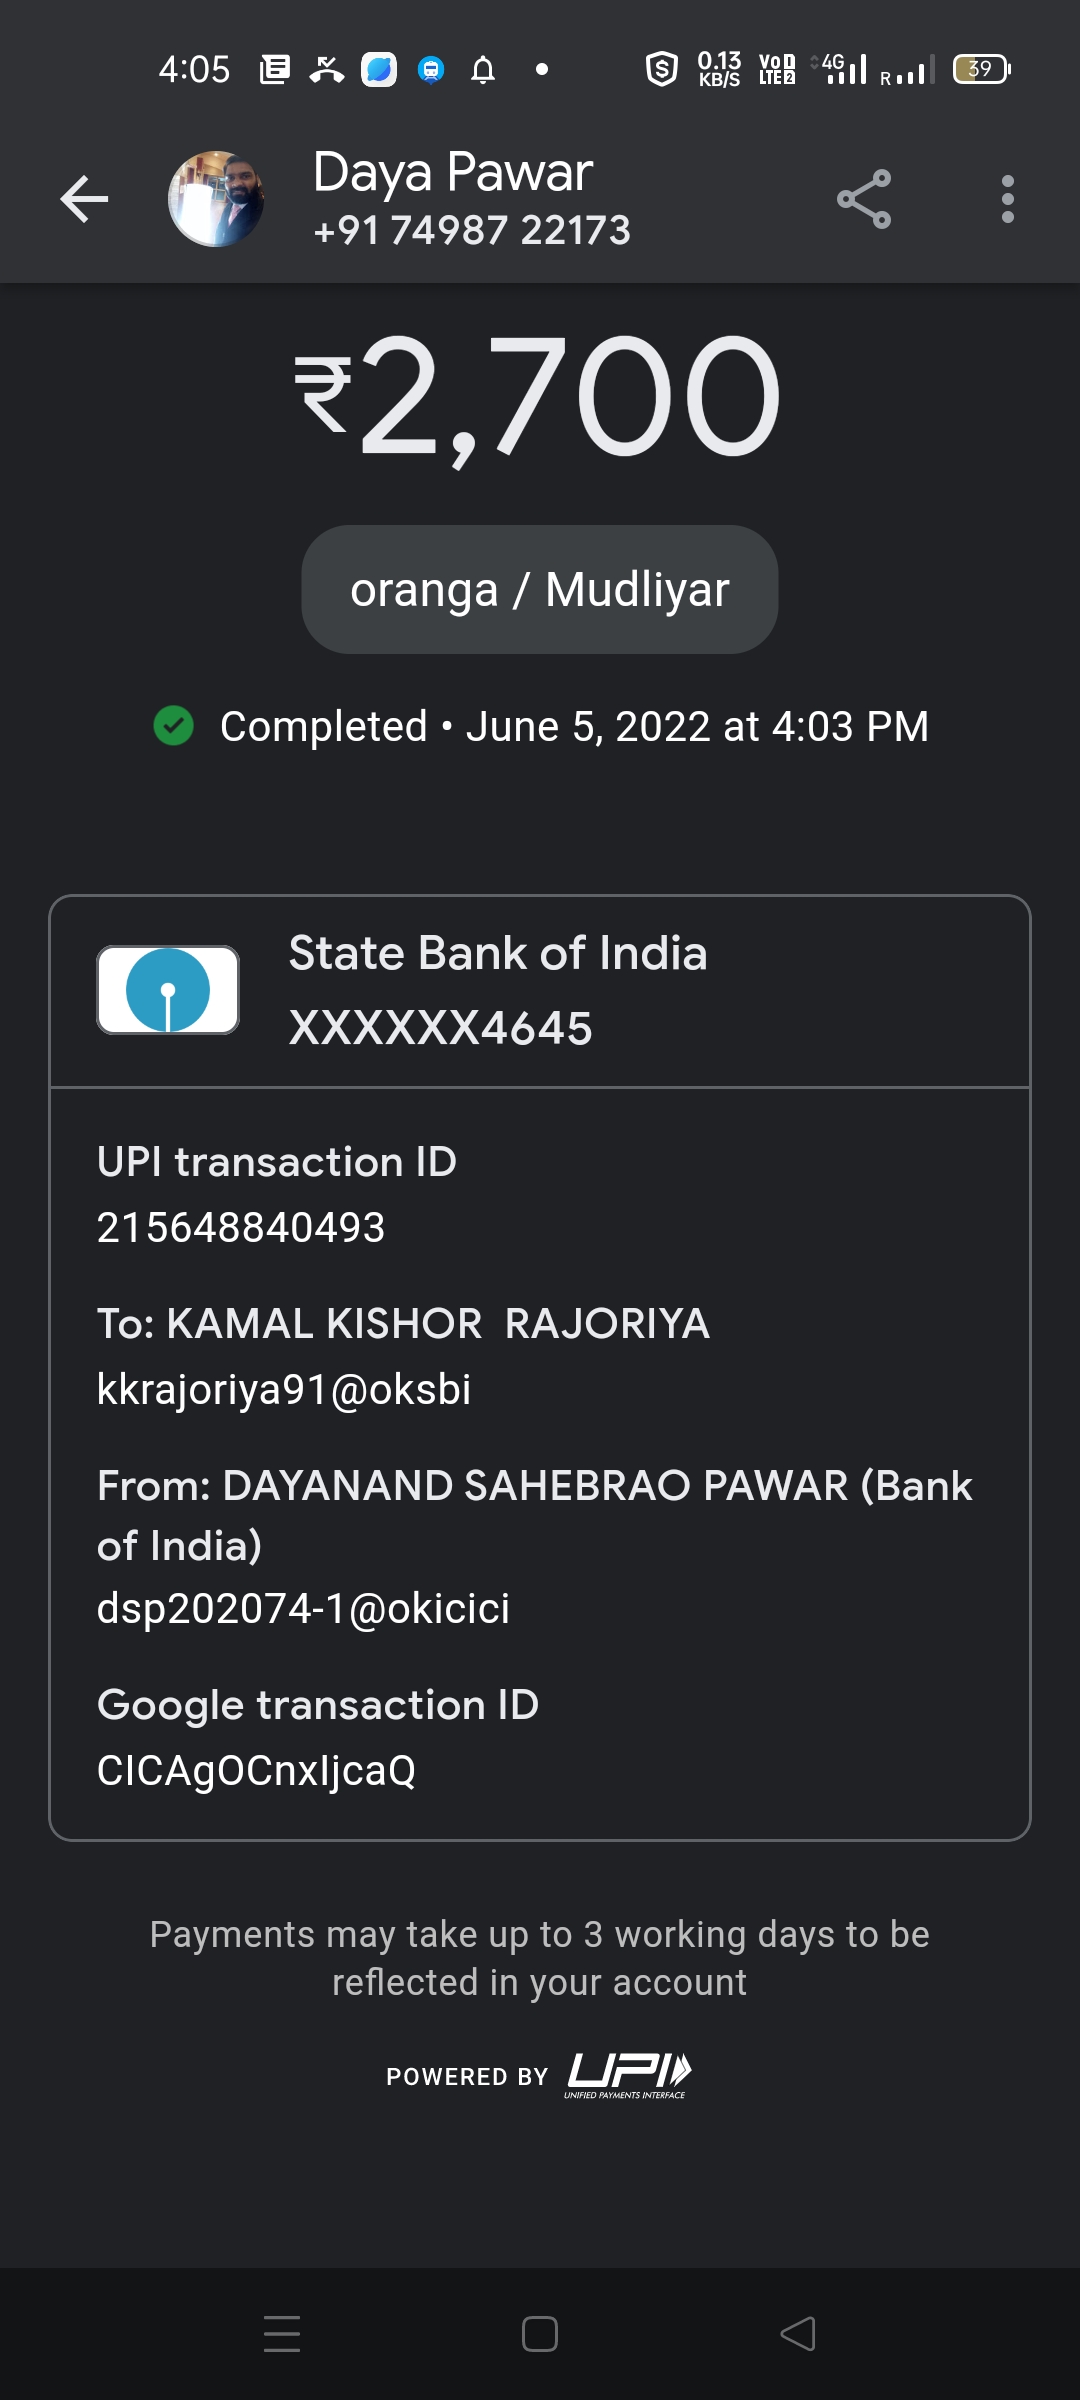 4:05 0.13 KB/S VoD LTE2 4G R 39
Daya Pawar
+91 74987 22173
₹2,700
oranga / Mudliyar
Completed • June 5, 2022 at 4:03 PM
State Bank of India
XXXXXX4645
UPI transaction ID
215648840493
To: KAMAL KISHOR  RAJORIYA
kkrajoriya91@oksbi
From: DAYANAND SAHEBRAO PAWAR (Bank
of India)
dsp202074-1@okicici
Google transaction ID
CICAgOCnxIjcaQ
Payments may take up to 3 working days to be
reflected in your account
POWERED BY UPI
UNIFIED PAYMENTS INTERFACE